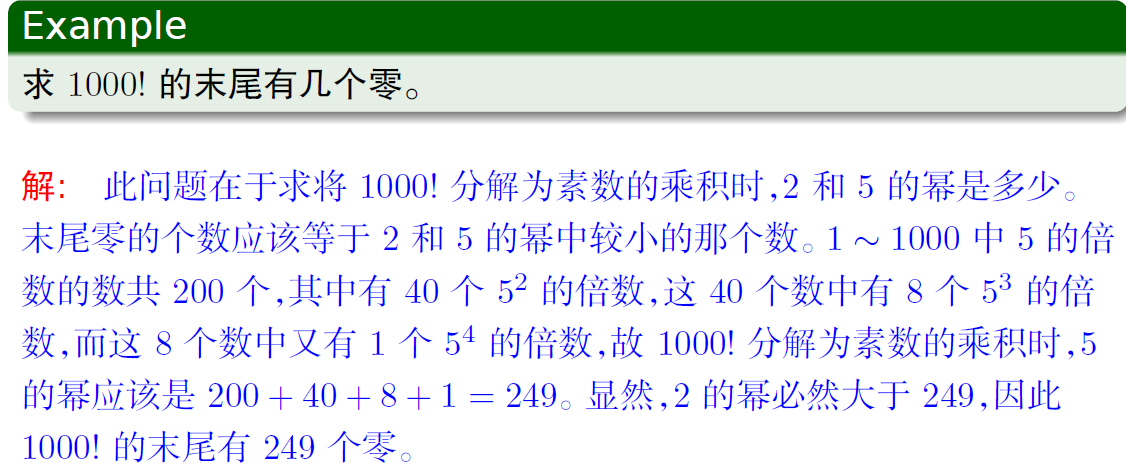 Example
求 1000! 的末尾有几个零。
解: 此问题在于求将 1000! 分解为素数的乘积时,2 和 5 的幂是多少。
末尾零的个数应该等于 2 和 5 的幂中较小的那个数。1 ∼ 1000 中 5 的倍
数的数共 200 个,其中有 40 个 5² 的倍数,这 40 个数中有 8 个 5³ 的倍
数,而这 8 个数中又有 1 个 5⁴ 的倍数,故 1000! 分解为素数的乘积时,5
的幂应该是 200 + 40 + 8 + 1 = 249。显然,2 的幂必然大于 249,因此
1000! 的末尾有 249 个零。